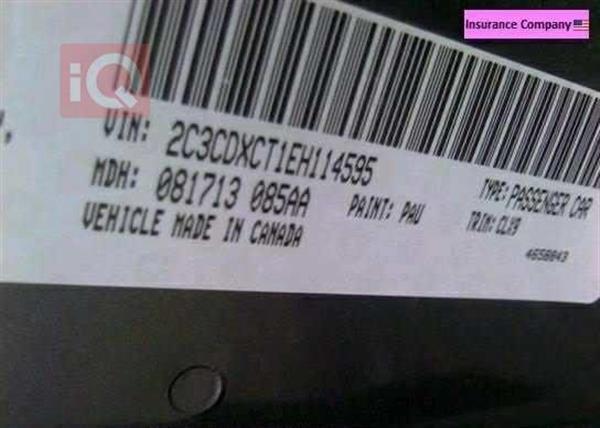 Insurance Company
iQ
VIN: 2C3CDXCT1EH114595
MDH: 081713 085AA PAINT: PAU TYPE: PASSENGER CAR
VEHICLE MADE IN CANADA TRIM: CLX9
4658843